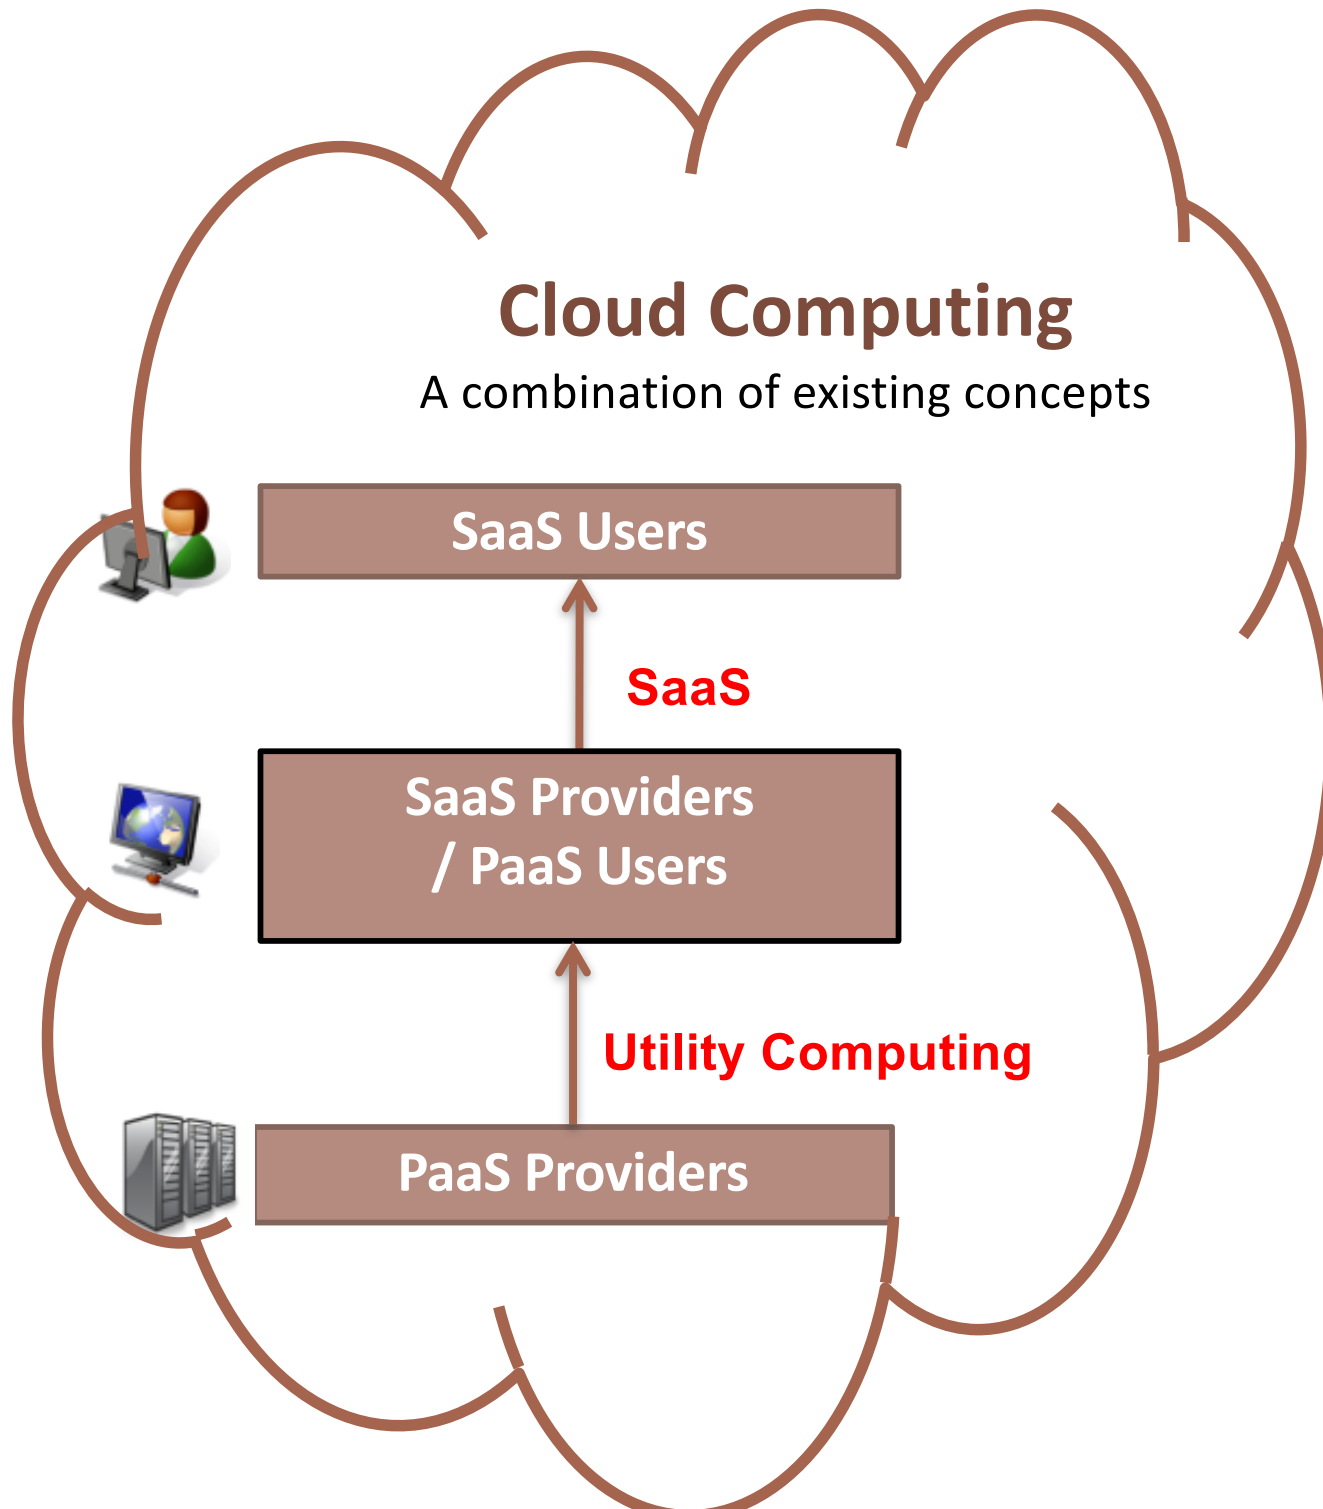 Cloud Computing
A combination of existing concepts
SaaS Users
SaaS
SaaS Providers
/ PaaS Users
Utility Computing
PaaS Providers